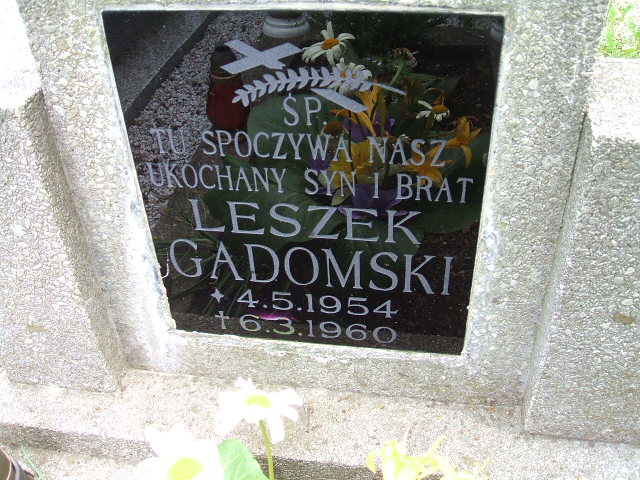 ŚP.
TU SPOCZYWA NASZ
UKOCHANY SYN I BRAT
LESZEK
GADOMSKI
4.5.1954
6.3.1960